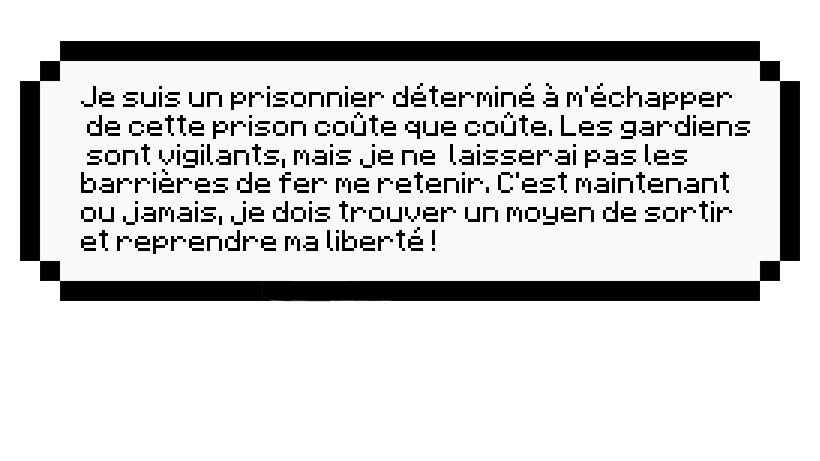 Je suis un prisonnier déterminé à m'échapper
de cette prison coûte que coûte. Les gardiens
sont vigilants, mais je ne laisserai pas les
barrières de fer me retenir. C'est maintenant
ou jamais, je dois trouver un moyen de sortir
et reprendre ma liberté !